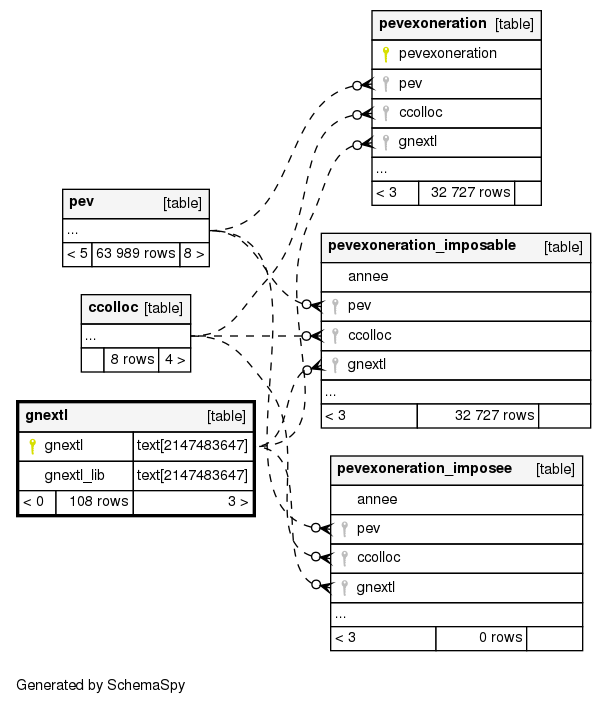 pevexoneration [table]
pevexoneration
pev
ccolloc
gnextl
...
< 3 32 727 rows
pev [table]
...
< 5 63 989 rows 8 >
pevexoneration_imposable [table]
annee
pev
ccolloc
gnextl
...
< 3 32 727 rows
ccolloc [table]
...
8 rows 4 >
gnextl [table]
gnextl text[2147483647]
gnextl_lib text[2147483647]
< 0 108 rows 3 >
pevexoneration_imposee [table]
annee
pev
ccolloc
gnextl
...
< 3 0 rows
Generated by SchemaSpy